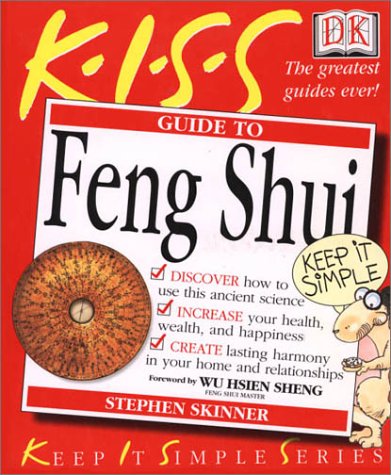 K·I·S·S
DK
The greatest
guides ever!
GUIDE TO
Feng Shui
KEEP IT
SIMPLE
DISCOVER how to
use this ancient science
INCREASE your health,
wealth, and happiness
CREATE lasting harmony
in your home and relationships
Foreword by WU HSIEN SHENG
FENG SHUI MASTER
STEPHEN SKINNER
KEEP IT SIMPLE SERIES